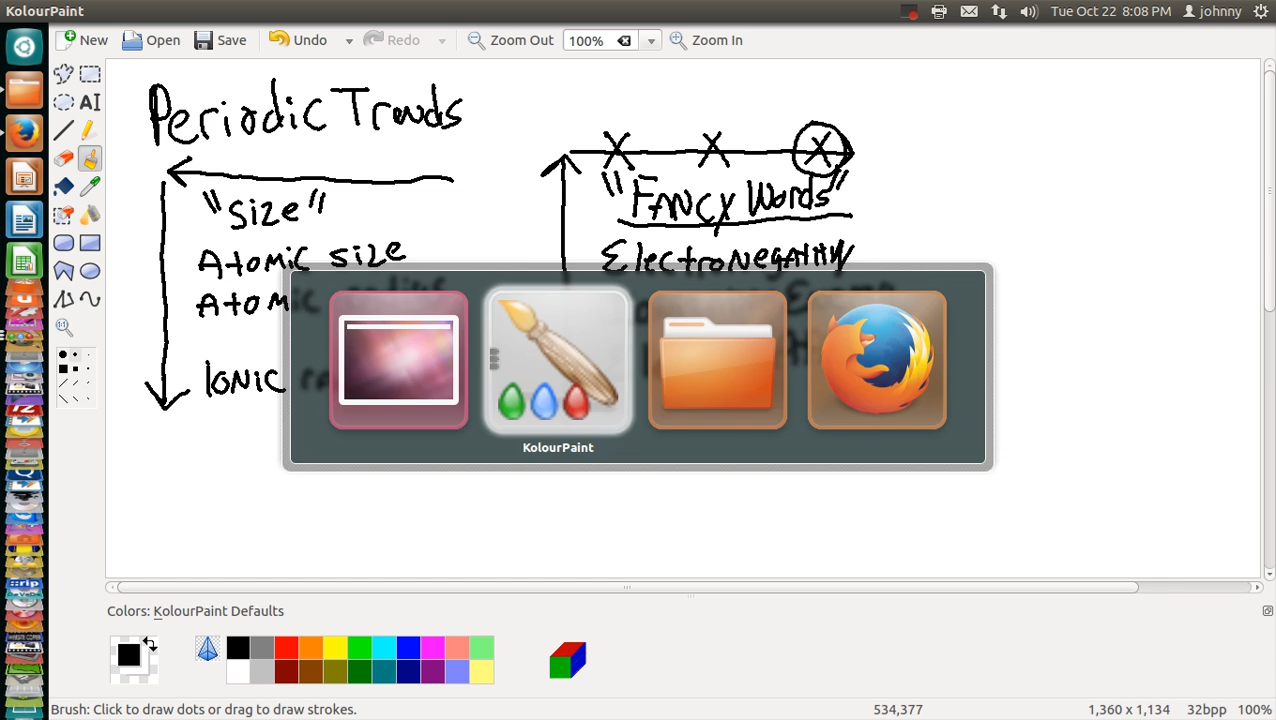 KolourPaint
Tue Oct 22 8:08 PM johnny
New Open Save Undo Redo Zoom Out 100% Zoom In
Periodic Trends
"Size"
Atomic size
Atomic radius
Ionic
"Fancy Words"
Electronegativity
KolourPaint
Colors: KolourPaint Defaults
Brush: Click to draw dots or drag to draw strokes.
534,377
1,360 x 1,134
32bpp
100%